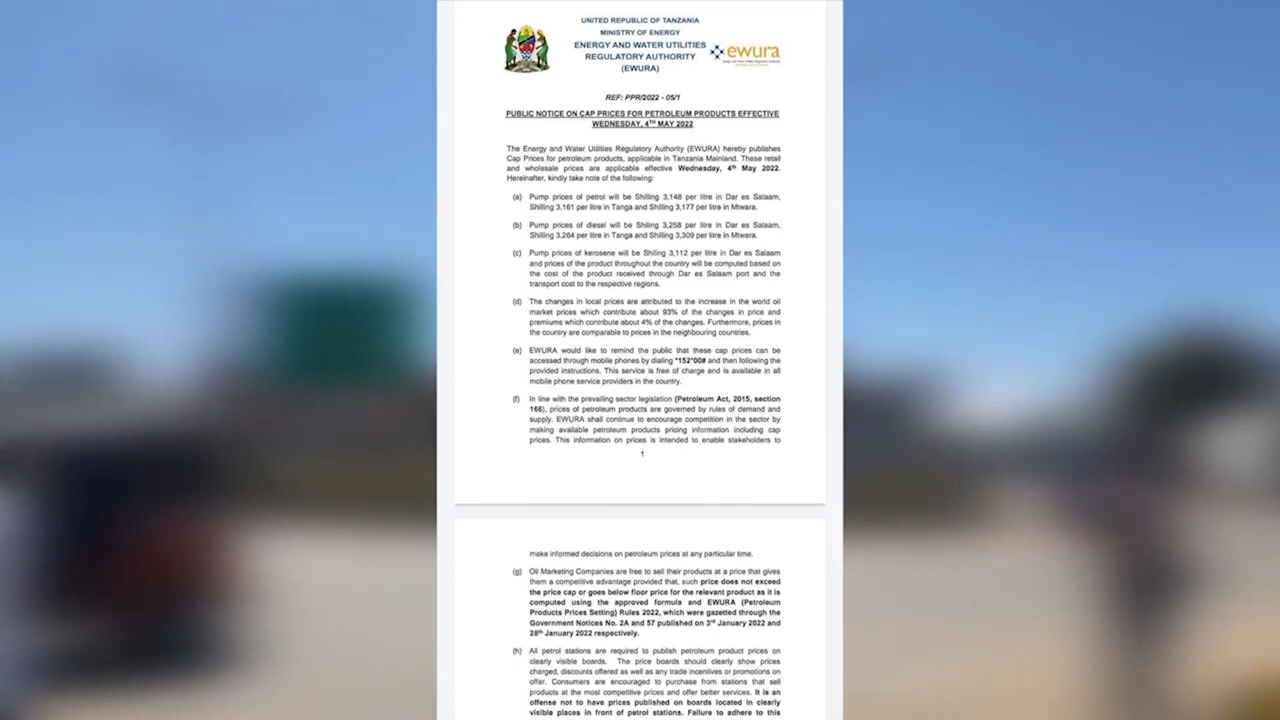 UNITED REPUBLIC OF TANZANIA
MINISTRY OF ENERGY
ENERGY AND WATER UTILITIES
REGULATORY AUTHORITY
(EWURA)
ewura
REF: PPR/2022 - 05/1
PUBLIC NOTICE ON CAP PRICES FOR PETROLEUM PRODUCTS EFFECTIVE
WEDNESDAY, 4TH MAY 2022
The Energy and Water Utilities Regulatory Authority (EWURA) hereby publishes
Cap Prices for petroleum products, applicable in Tanzania Mainland. These retail
and wholesale prices are applicable effective Wednesday, 4th May 2022.
Hereinafter, kindly take note of the following:
(a) Pump prices of petrol will be Shilling 3,148 per litre in Dar es Salaam,
Shilling 3,161 per litre in Tanga and Shilling 3,177 per litre in Mtwara.
(b) Pump prices of diesel will be Shiling 3,258 per litre in Dar es Salaam,
Shilling 3,264 per litre in Tanga and Shilling 3,309 per litre in Mtwara.
(c) Pump prices of kerosene will be Shiling 3,112 per litre in Dar es Salaam
and prices of the product throughout the country will be computed based on
the cost of the product received through Dar es Salaam port and the
transport cost to the respective regions.
(d) The changes in local prices are attributed to the increase in the world oil
market prices which contribute about 93% of the changes in price and
premiums which contribute about 4% of the changes. Furthermore, prices in
the country are comparable to prices in the neighbouring countries.
(e) EWURA would like to remind the public that these cap prices can be
accessed through mobile phones by dialing *152*00# and then following the
provided instructions. This service is free of charge and is available in all
mobile phone service providers in the country.
(f) In line with the prevailing sector legislation (Petroleum Act, 2015, section
166), prices of petroleum products are governed by rules of demand and
supply. EWURA shall continue to encourage competition in the sector by
making available petroleum products pricing information including cap
prices. This information on prices is intended to enable stakeholders to
1
make informed decisions on petroleum prices at any particular time.
(g) Oil Marketing Companies are free to sell their products at a price that gives
them a competitive advantage provided that, such price does not exceed
the price cap or goes below floor price for the relevant product as it is
computed using the approved formula and EWURA (Petroleum
Products Prices Setting) Rules 2022, which were gazetted through the
Government Notices No. 2A and 57 published on 3rd January 2022 and
28th January 2022 respectively.
(h) All petrol stations are required to publish petroleum product prices on
clearly visible boards. The price boards should clearly show prices
charged, discounts offered as well as any trade incentives or promotions on
offer. Consumers are encouraged to purchase from stations that sell
products at the most competitive prices and offer better services. It is an
offense not to have prices published on boards located in clearly
visible places in front of petrol stations. Failure to adhere to this